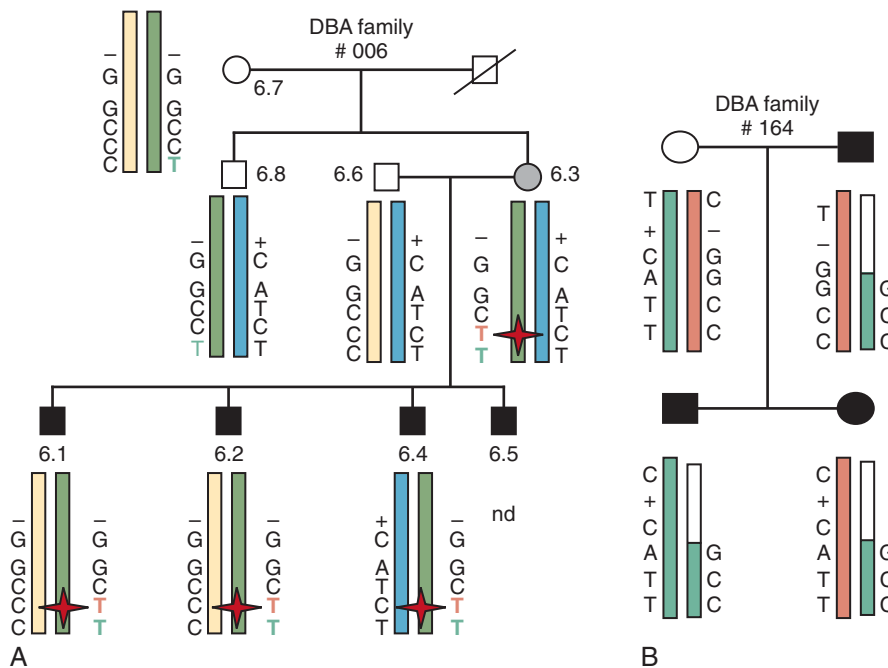 DBA family
# 006
6.7
– –
G G
G G
C C
C C
C T
6.8
– +
G C
G A
C T
C C
T T
6.6
– +
G C
G A
C T
C C
C T
6.3
– +
G C
G A
C T
T C
T T
6.1
– –
G G
G G
C C
C T
C T
6.2
– –
G G
G G
C C
C T
C T
6.4
+ –
C G
A G
T C
C T
T T
6.5
nd
A
DBA family
# 164
T C
+ –
C G
A G
T C
T C
T
–
G
G G
C C
C C
C
+
C
A G
T C
T C
C
+
C
A G
T C
T C
B